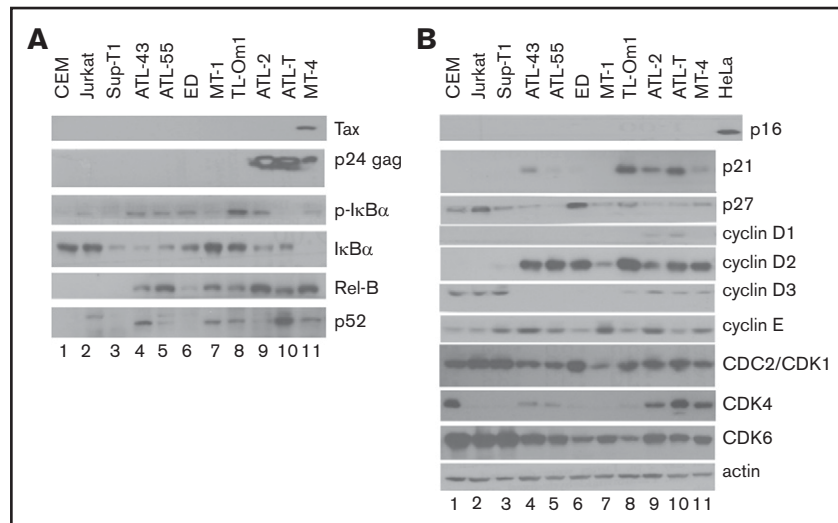 A
CEM
Jurkat
Sup-T1
ATL-43
ATL-55
ED
MT-1
TL-Om1
ATL-2
ATL-T
MT-4
Tax
p24 gag
p-IκBα
IκBα
Rel-B
p52
1 2 3 4 5 6 7 8 9 10 11
B
CEM
Jurkat
Sup-T1
ATL-43
ATL-55
ED
MT-1
TL-Om1
ATL-2
ATL-T
MT-4
HeLa
p16
p21
p27
cyclin D1
cyclin D2
cyclin D3
cyclin E
CDC2/CDK1
CDK4
CDK6
actin
1 2 3 4 5 6 7 8 9 10 11